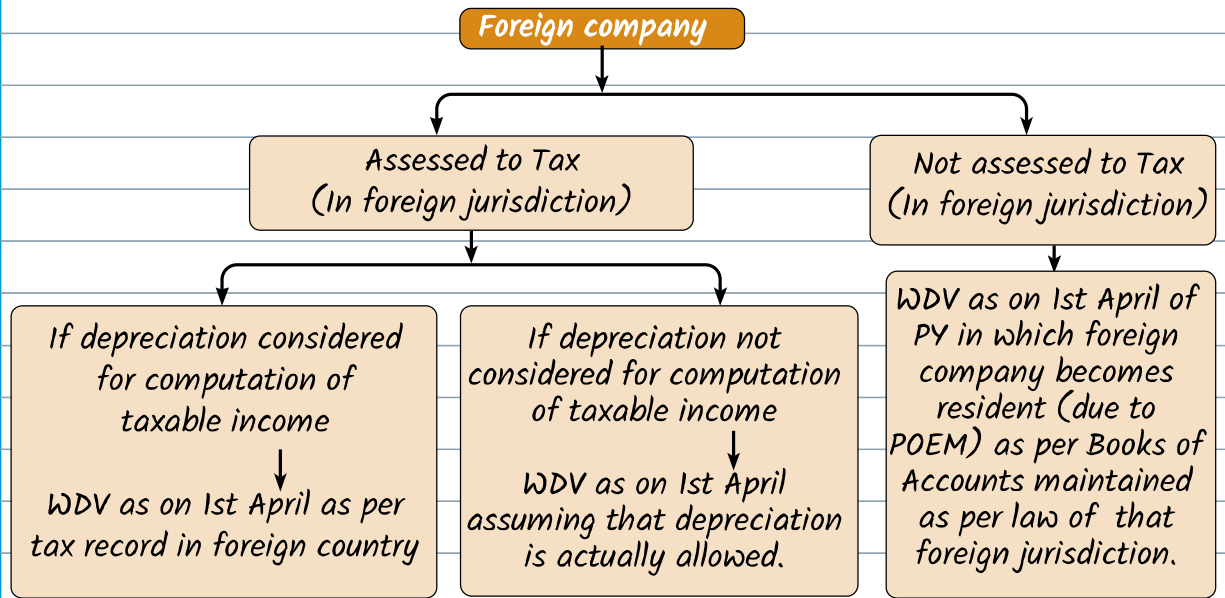 Foreign company
Assessed to Tax
(In foreign jurisdiction)
Not assessed to Tax
(In foreign jurisdiction)
If depreciation considered
for computation of
taxable income
WDV as on 1st April as per
tax record in foreign country
If depreciation not
considered for computation
of taxable income
WDV as on 1st April
assuming that depreciation
is actually allowed.
WDV as on 1st April of
PY in which foreign
company becomes
resident (due to
POEM) as per Books of
Accounts maintained
as per law of that
foreign jurisdiction.